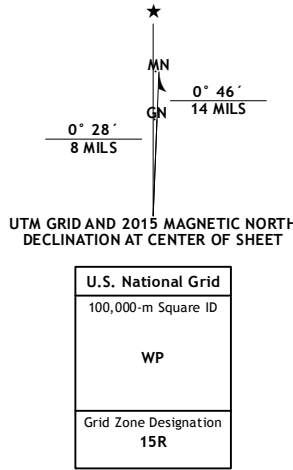 ★
MN
GN
0° 46´
14 MILS
0° 28´
8 MILS
UTM GRID AND 2015 MAGNETIC NORTH
DECLINATION AT CENTER OF SHEET
U.S. National Grid
100,000-m Square ID
WP
Grid Zone Designation
15R